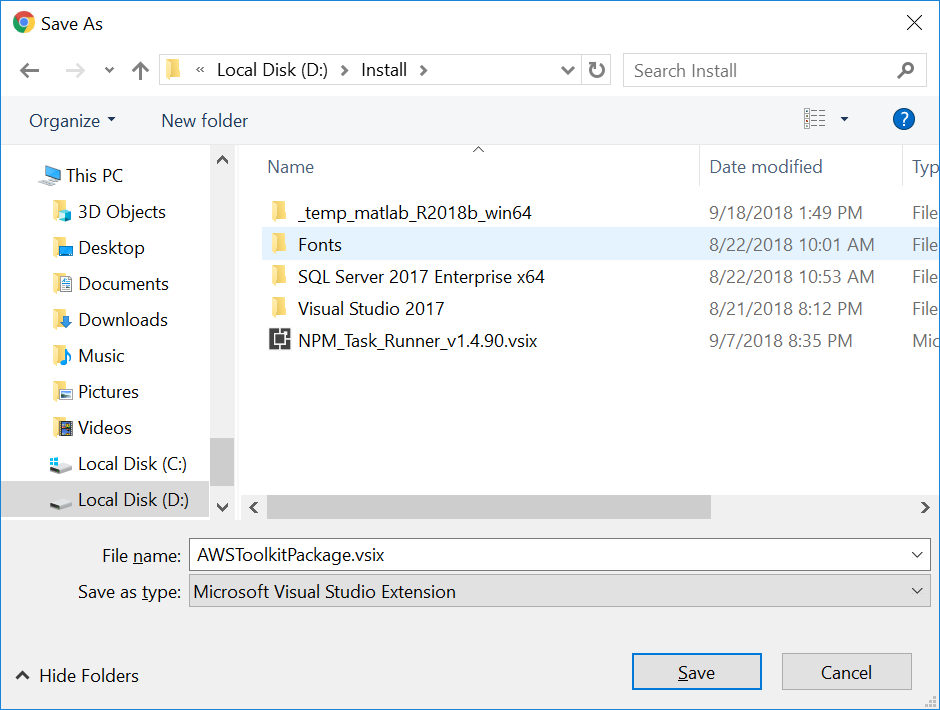 Save As
« Local Disk (D:) > Install >
Search Install
Organize
New folder
?
Name
Date modified
Typ
This PC
3D Objects
Desktop
Documents
Downloads
Music
Pictures
Videos
Local Disk (C:)
Local Disk (D:)
_temp_matlab_R2018b_win64 9/18/2018 1:49 PM File
Fonts 8/22/2018 10:01 AM File
SQL Server 2017 Enterprise x64 8/22/2018 10:53 AM File
Visual Studio 2017 8/21/2018 8:12 PM File
NPM_Task_Runner_v1.4.90.vsix 9/7/2018 8:35 PM Mic
File name: AWSToolkitPackage.vsix
Save as type: Microsoft Visual Studio Extension
Hide Folders
Save
Cancel